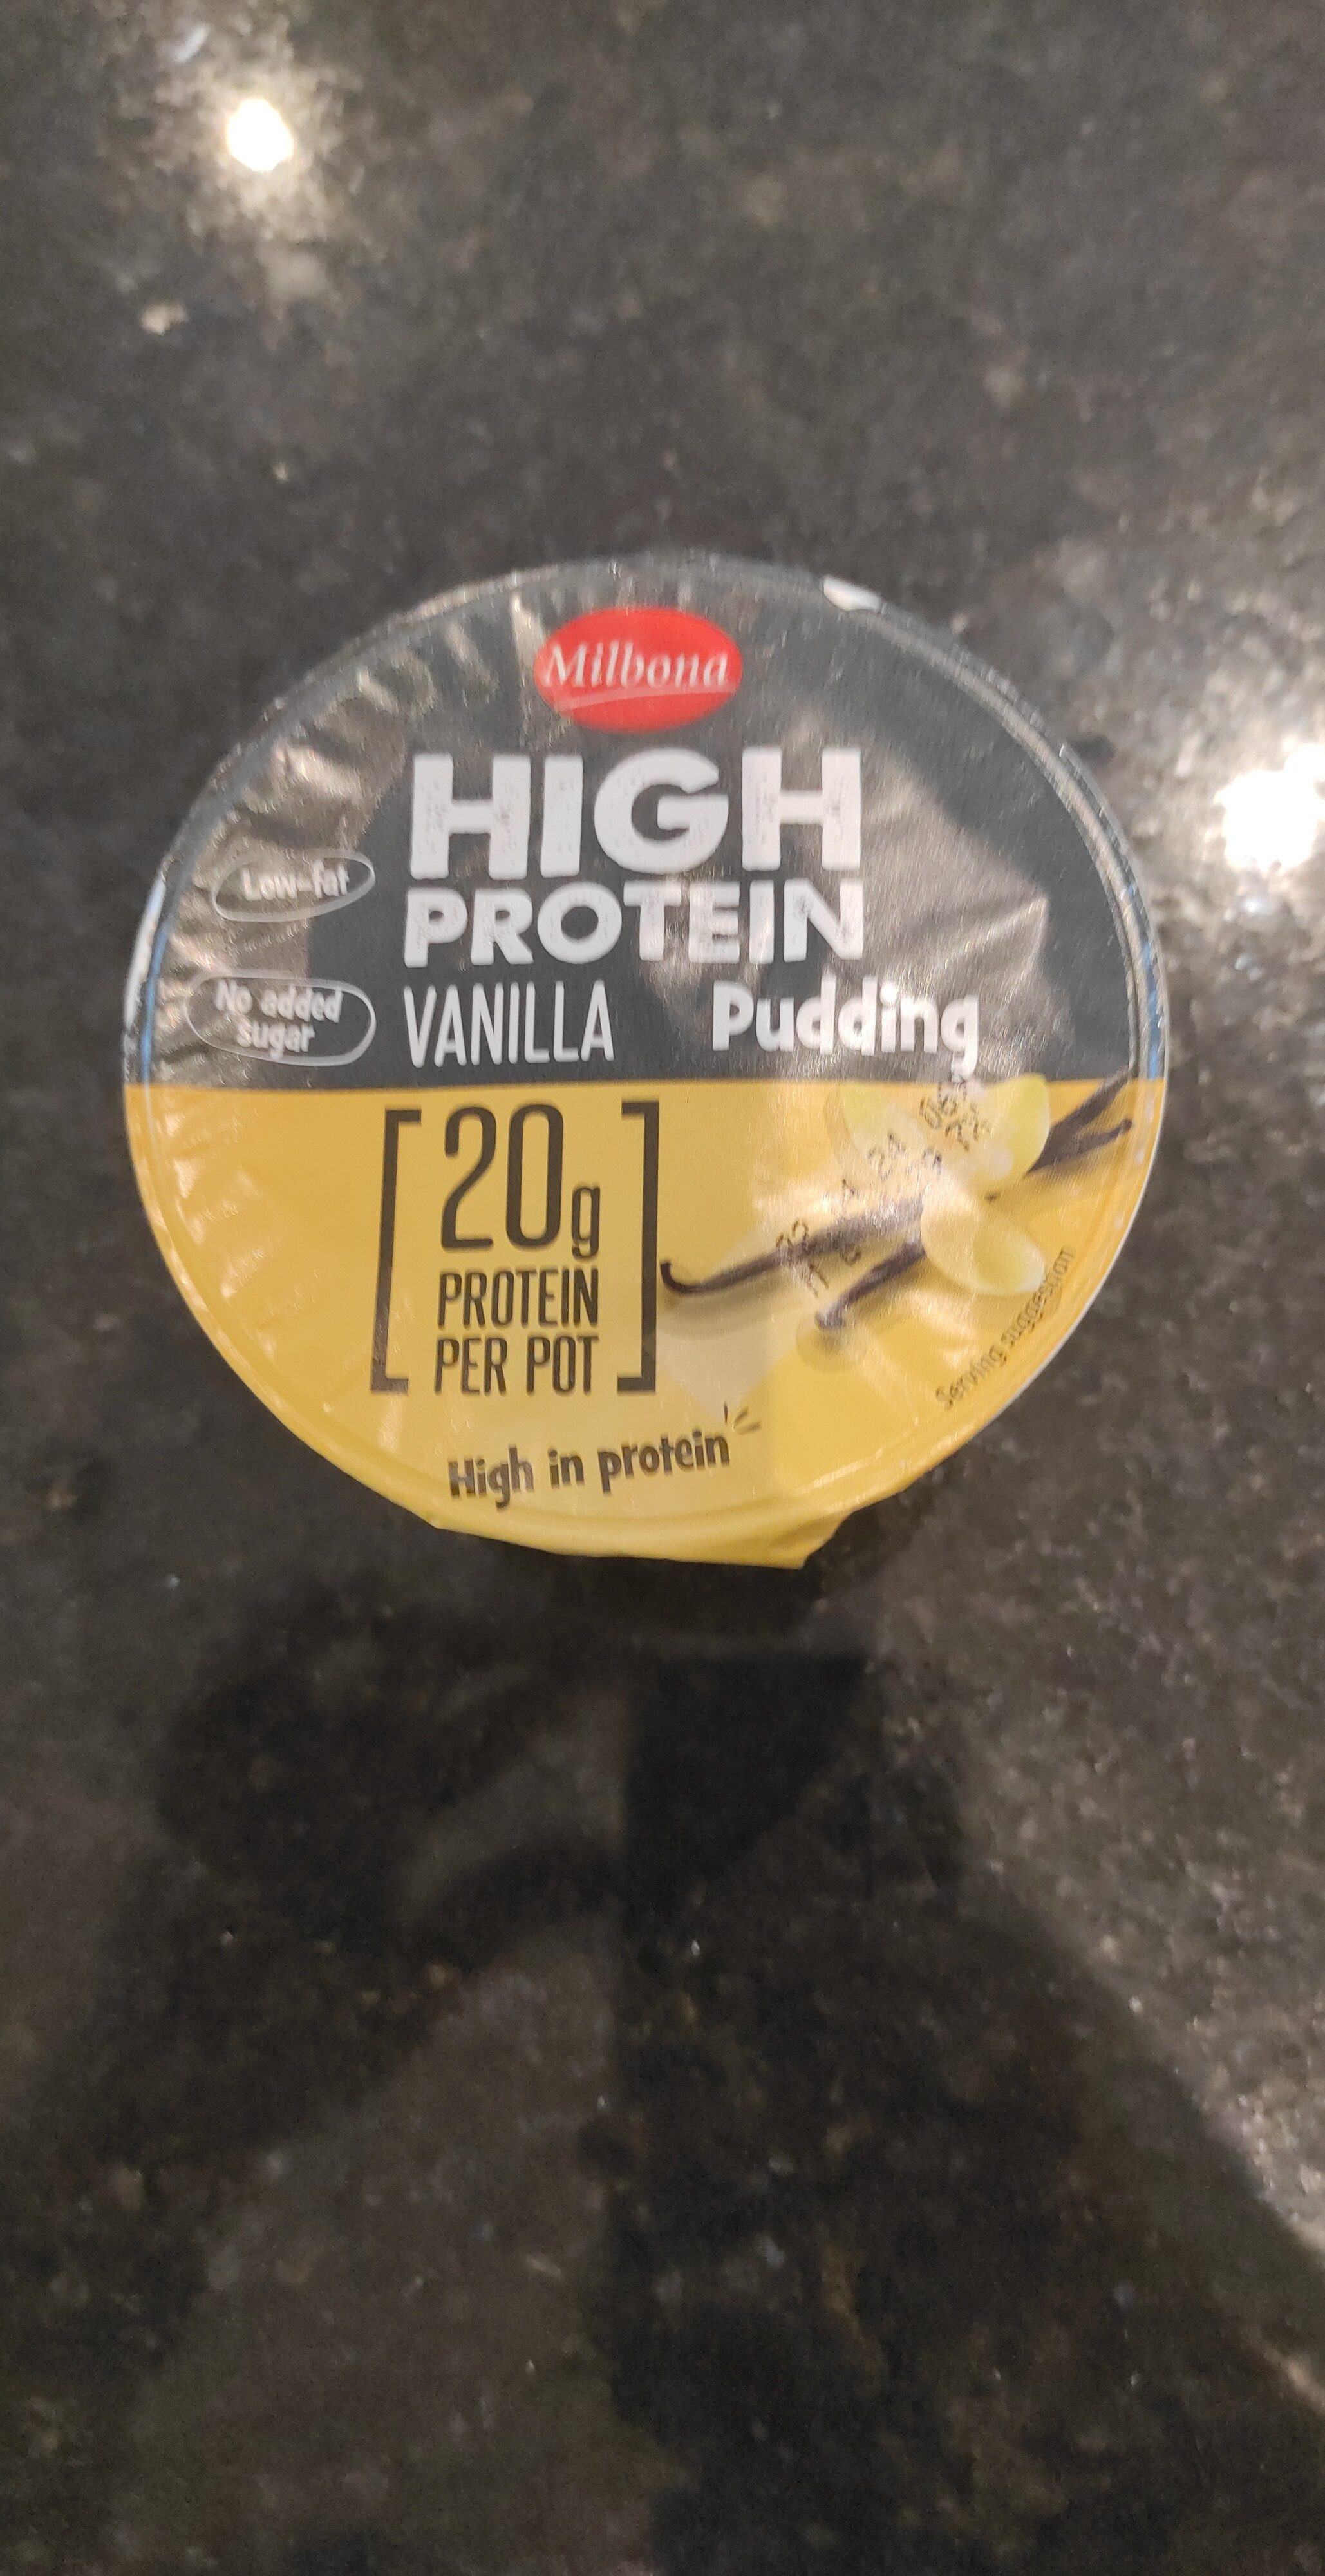 Milbona
HIGH
PROTEIN
VANILLA Pudding
Low-fat
No added
sugar
20g
PROTEIN
PER POT
High in protein
Serving suggestion